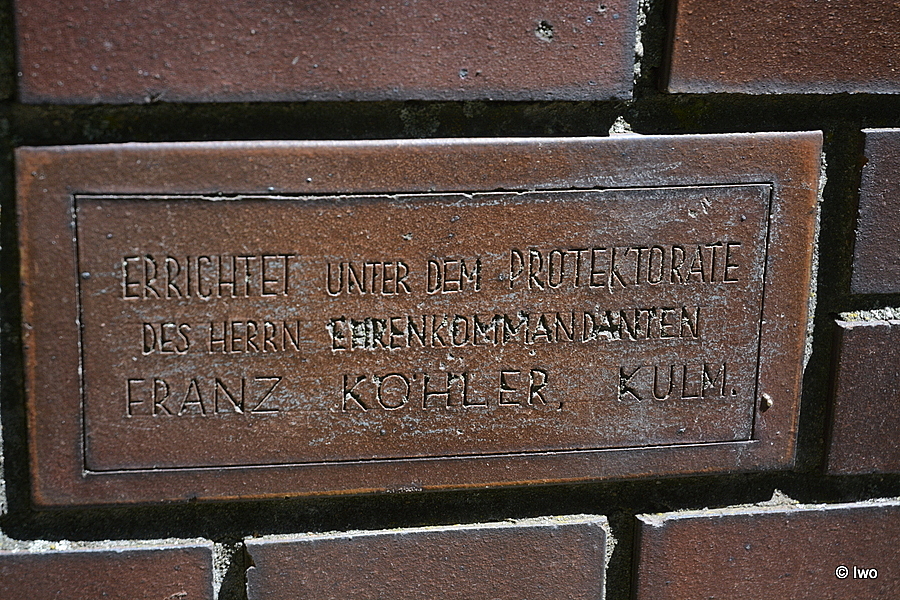 ERRICHTET UNTER DEM PROTEKTORATE
DES HERRN EHRENKOMMANDANTEN
FRANZ KÖHLER, KULM.
© Iwo